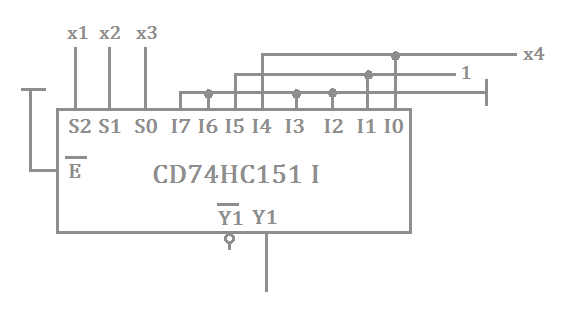 x1 x2 x3
x4
1
S2 S1 S0 I7 I6 I5 I4 I3 I2 I1 I0
E
CD74HC151 I
Y1 Y1